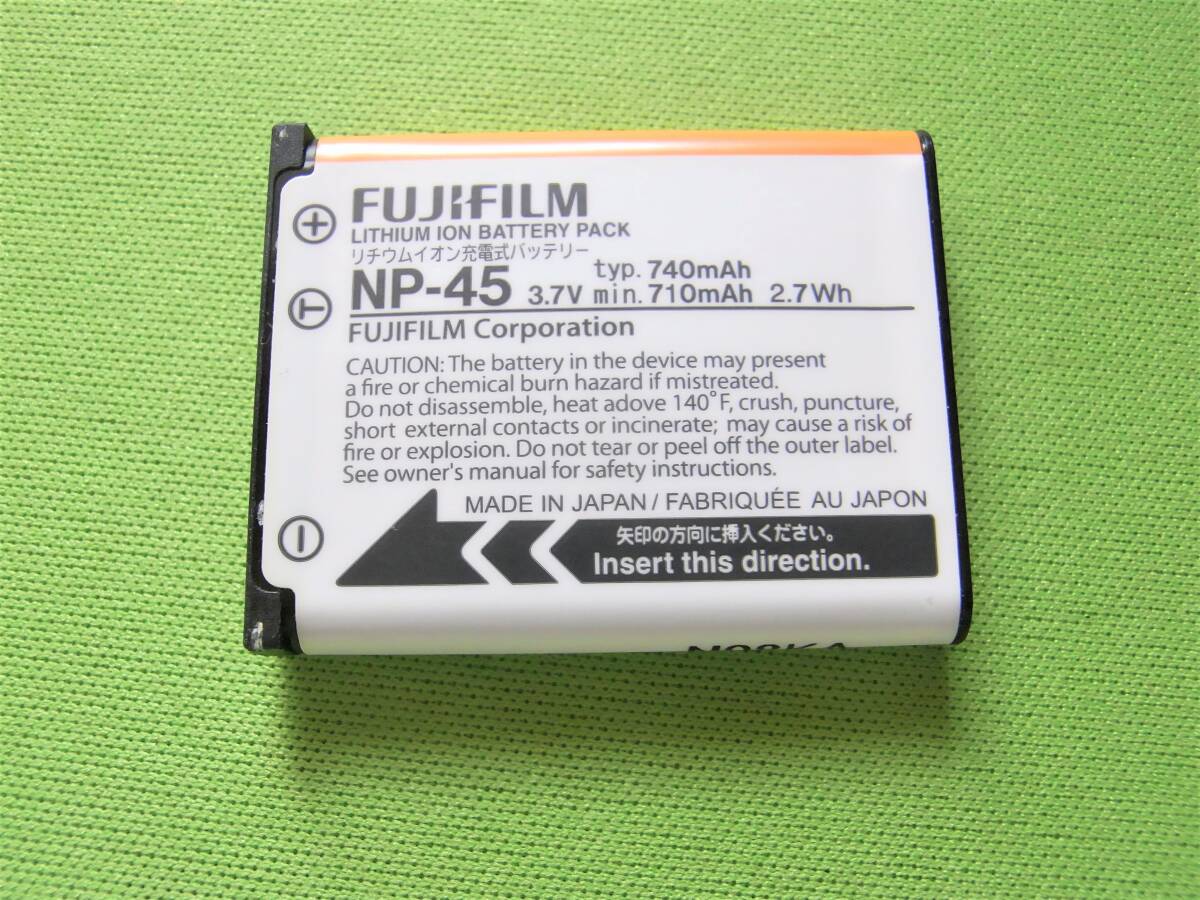 FUJIFILM
LITHIUM ION BATTERY PACK
リチウムイオン充電式バッテリー
NP-45 3.7V typ. 740mAh min. 710mAh 2.7Wh
FUJIFILM Corporation
CAUTION: The battery in the device may present
a fire or chemical burn hazard if mistreated.
Do not disassemble, heat adove 140°F, crush, puncture,
short external contacts or incinerate; may cause a risk of
fire or explosion. Do not tear or peel off the outer label.
See owner's manual for safety instructions.
MADE IN JAPAN / FABRIQUÉE AU JAPON
矢印の方向に挿入ください。
Insert this direction.
+
T
−